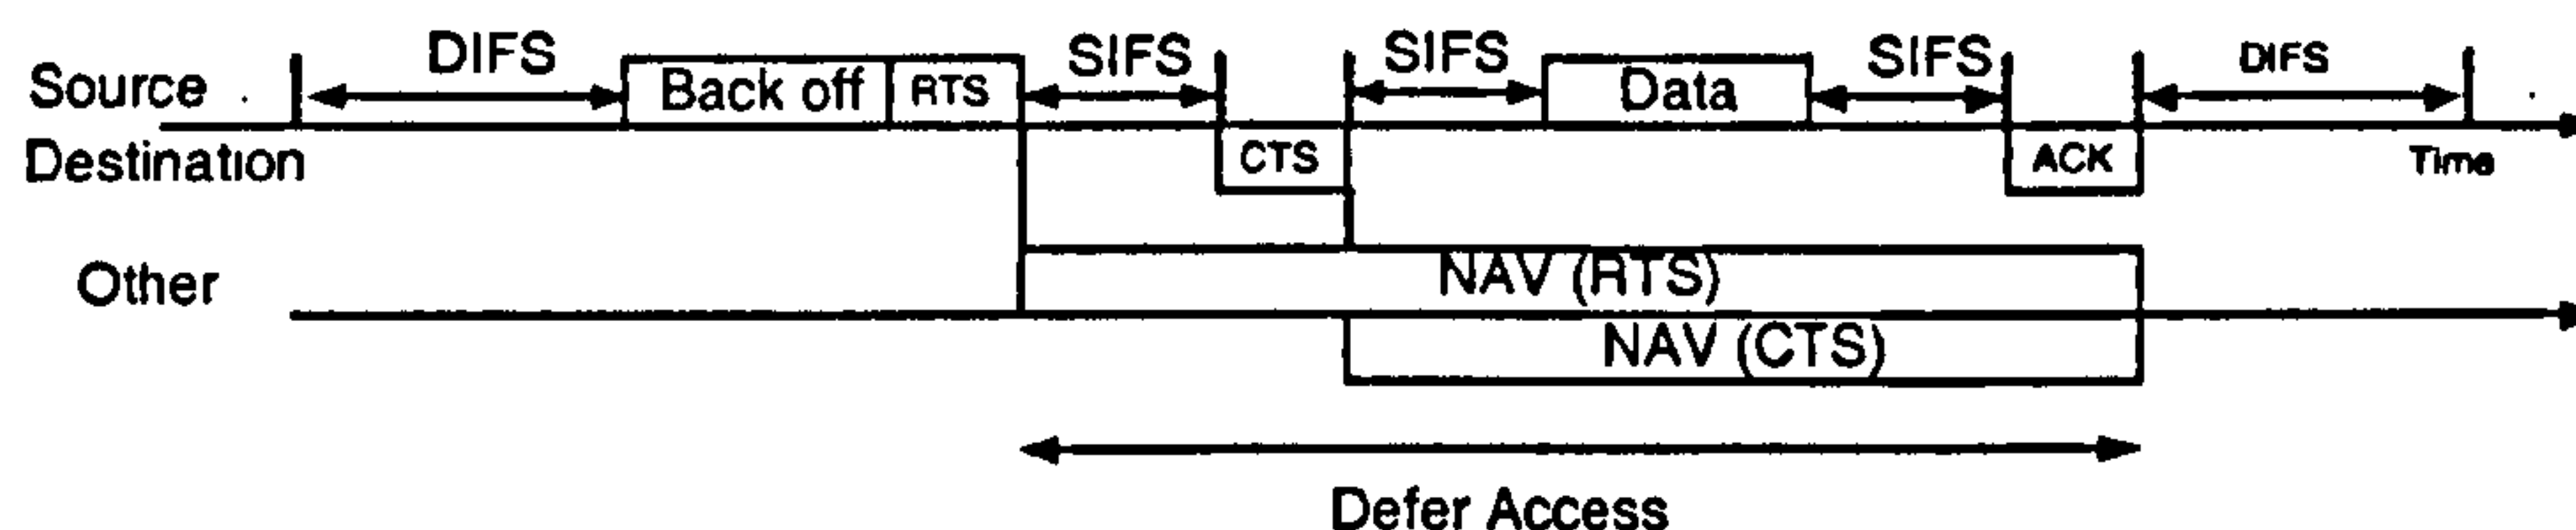 DIFS SIFS SIFS SIFS DIFS
Source Back off RTS Data
Destination CTS ACK Time
Other NAV (RTS)
NAV (CTS)
Defer Access